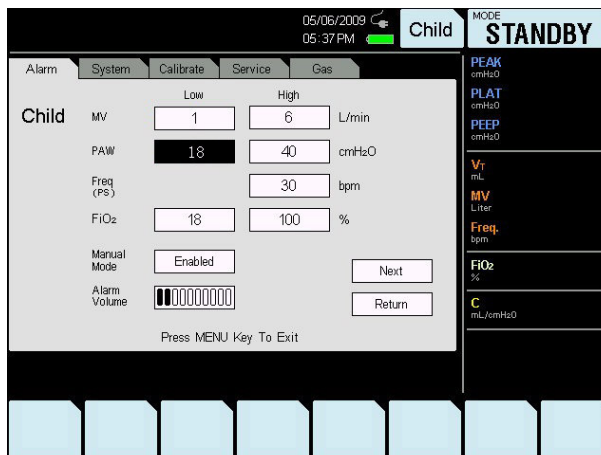 05/06/2009
05:37 PM
Child
MODE
STANDBY
Alarm System Calibrate Service Gas
Low High
Child
MV 1 6 L/min
PAW 18 40 cmH2O
Freq 30 bpm
(PS)
FiO2 18 100 %
Manual
Mode Enabled
Next
Alarm
Volume
Return
Press MENU Key To Exit
PEAK
cmH2O
PLAT
cmH2O
PEEP
cmH2O
VT
mL
MV
Liter
Freq.
bpm
FiO2
%
C
mL/cmH2O